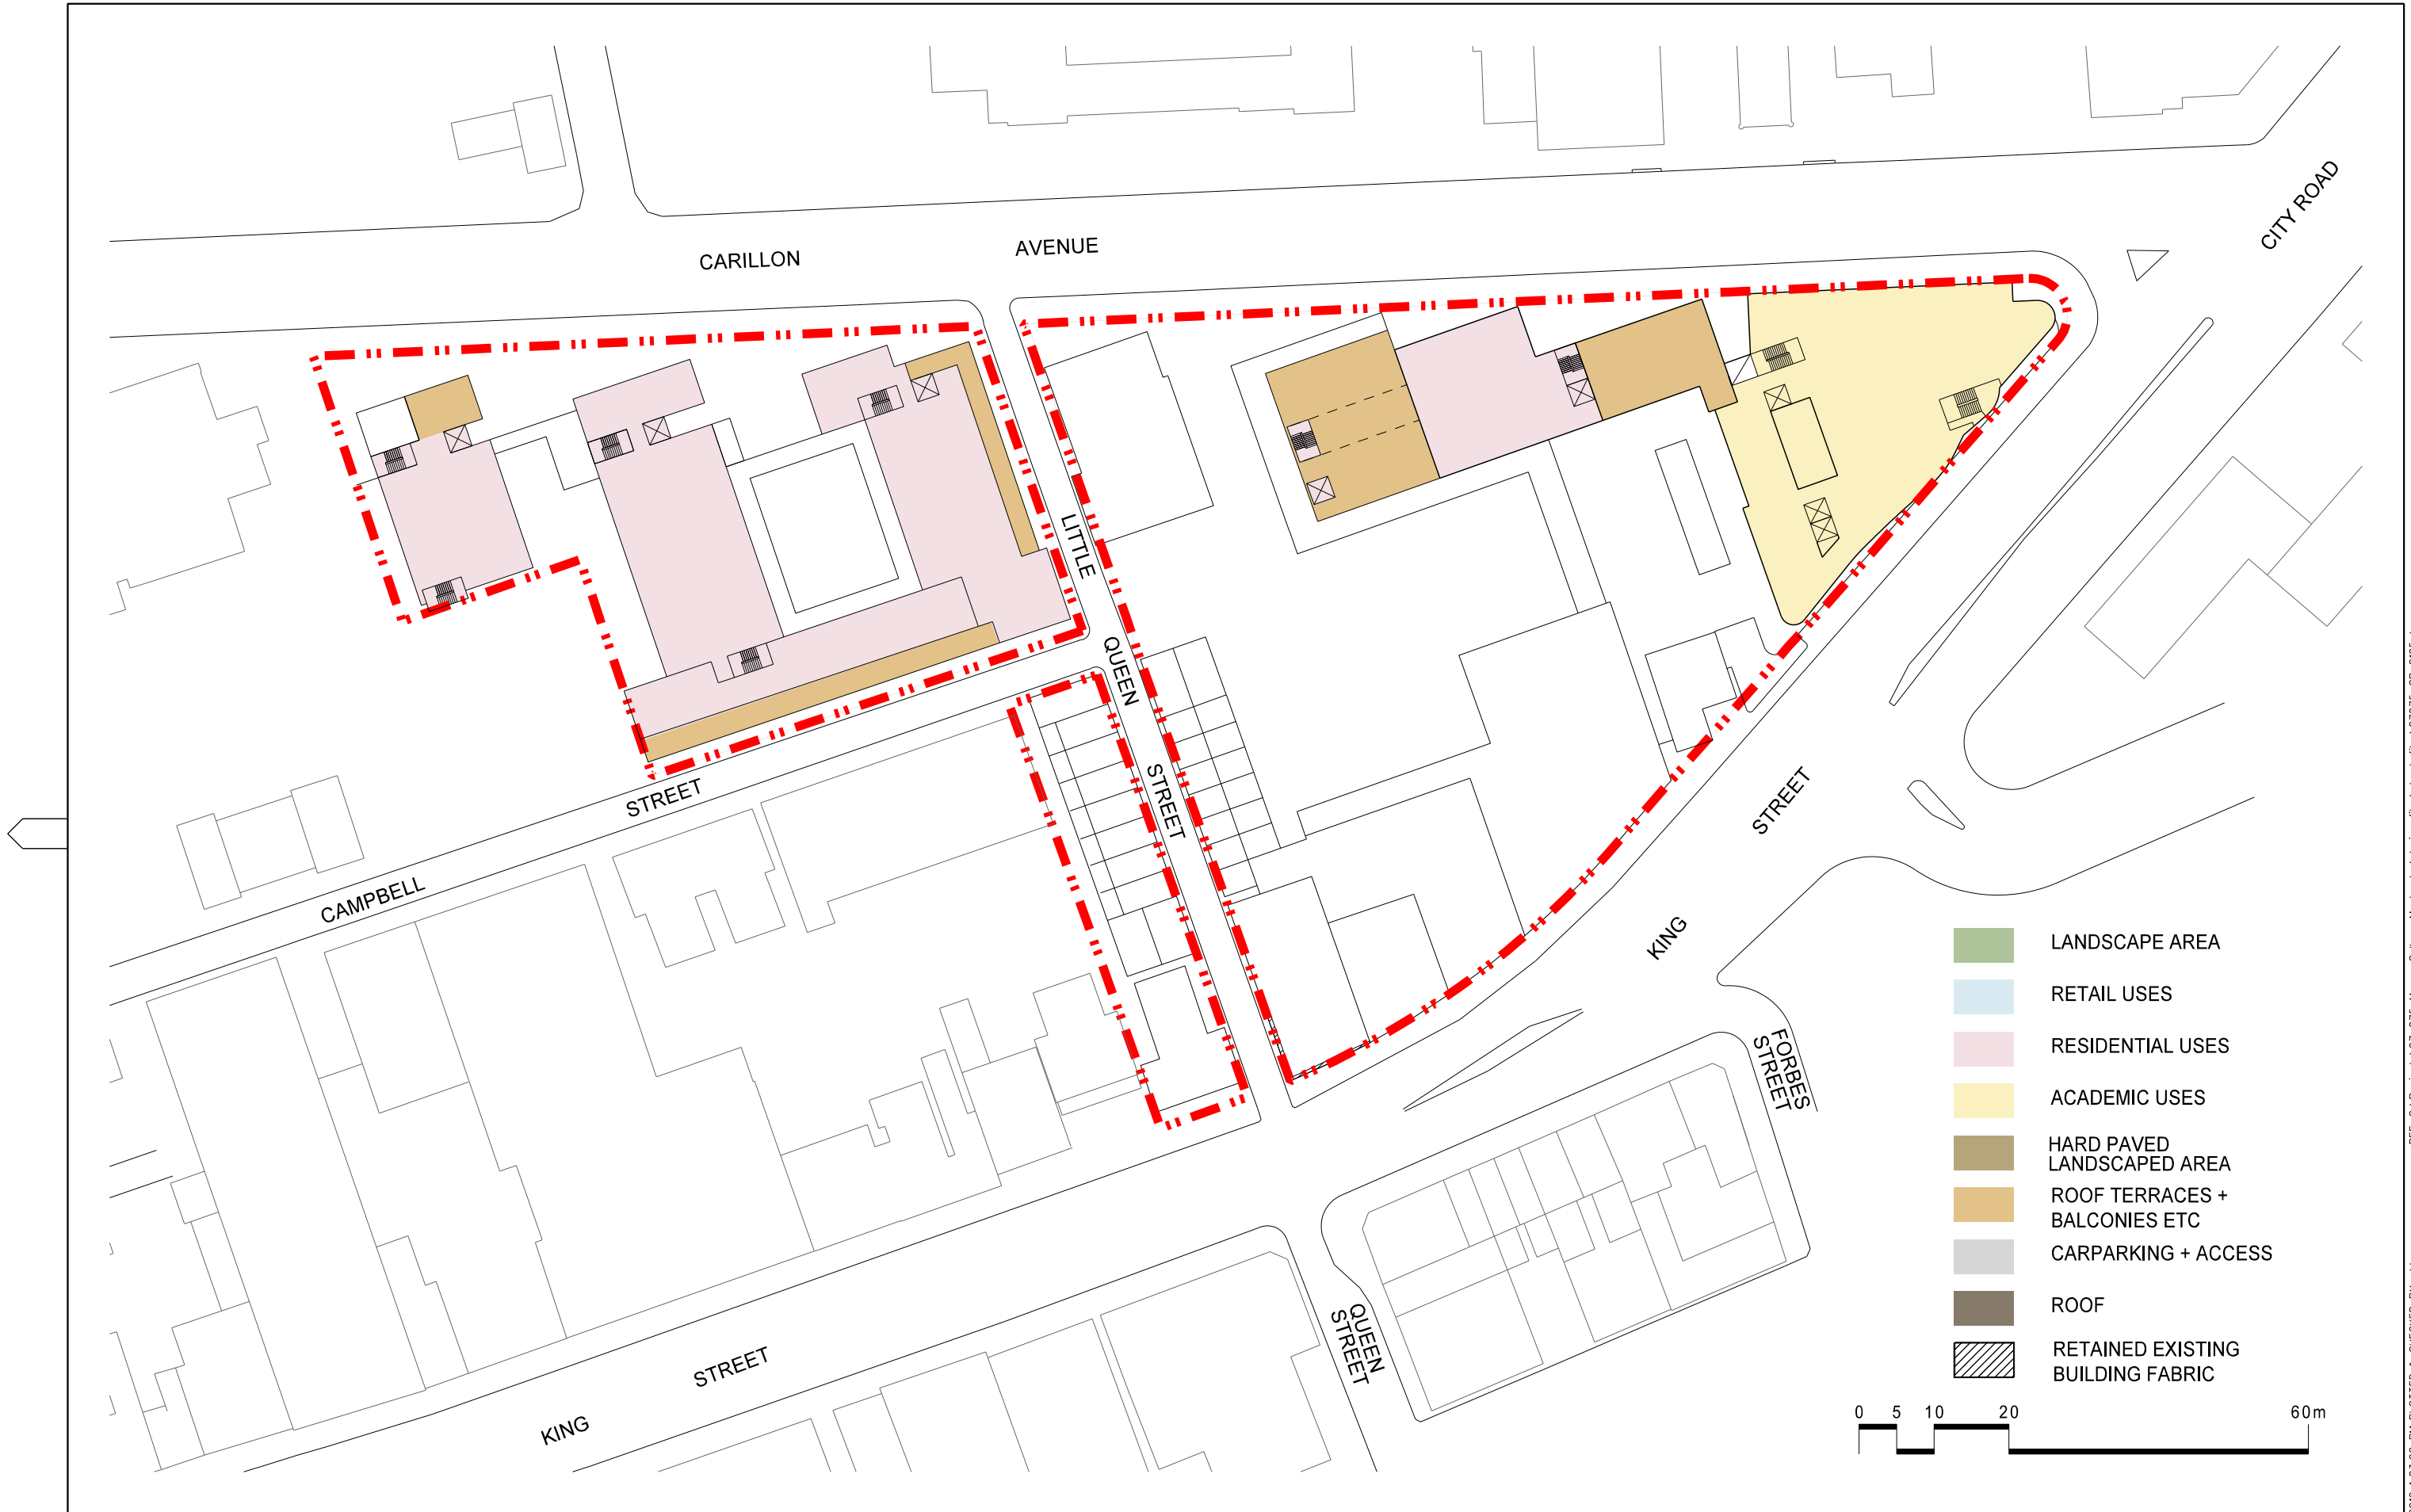 CARILLON
AVENUE
CITY ROAD
LITTLE
QUEEN
STREET
STREET
CAMPBELL
STREET
KING
FORBES
STREET
QUEEN
STREET
STREET
KING
LANDSCAPE AREA
RETAIL USES
RESIDENTIAL USES
ACADEMIC USES
HARD PAVED
LANDSCAPED AREA
ROOF TERRACES +
BALCONIES ETC
CARPARKING + ACCESS
ROOF
RETAINED EXISTING
BUILDING FABRIC
0 5 10 20 60m